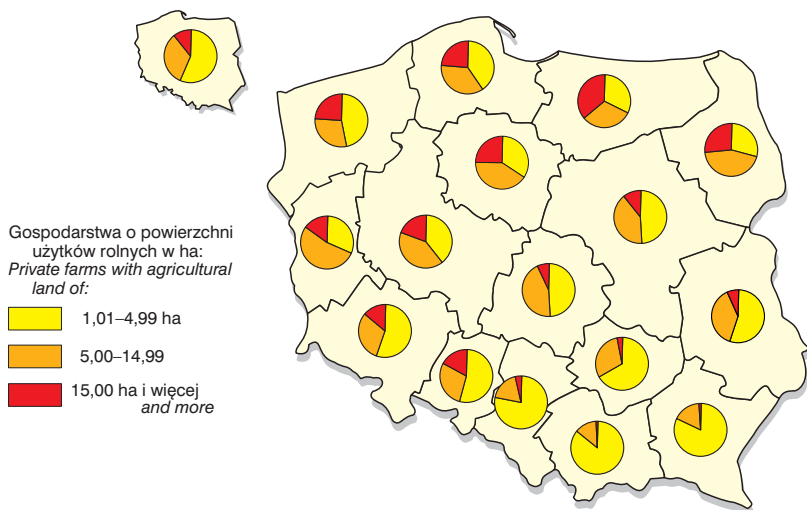 Gospodarstwa o powierzchni
użytków rolnych w ha:
Private farms with agricultural
land of:
1,01–4,99 ha
5,00–14,99
15,00 ha i więcej
and more